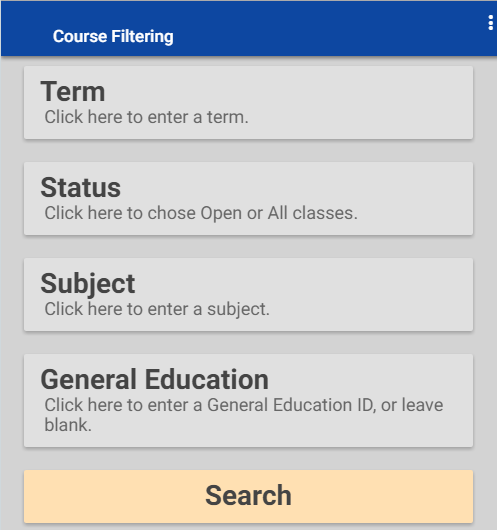 Course Filtering
Term
Click here to enter a term.
Status
Click here to chose Open or All classes.
Subject
Click here to enter a subject.
General Education
Click here to enter a General Education ID, or leave
blank.
Search